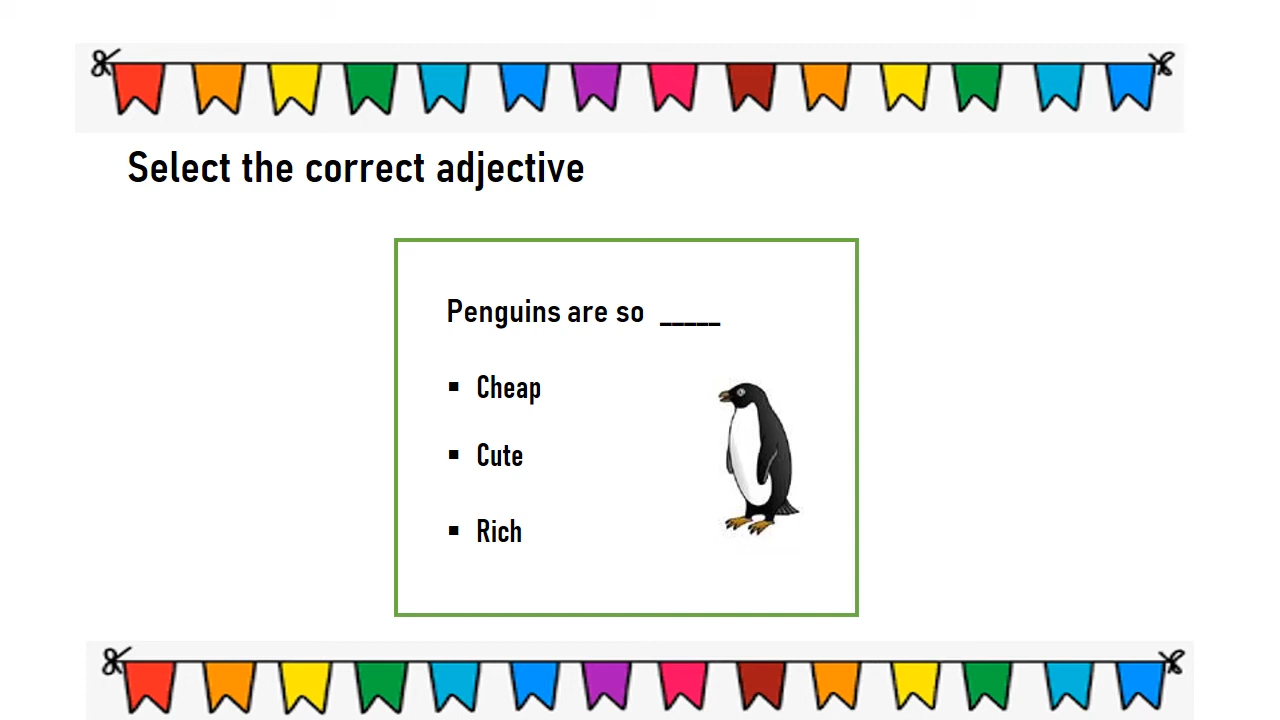 Select the correct adjective
Penguins are so _____
▪ Cheap
▪ Cute
▪ Rich